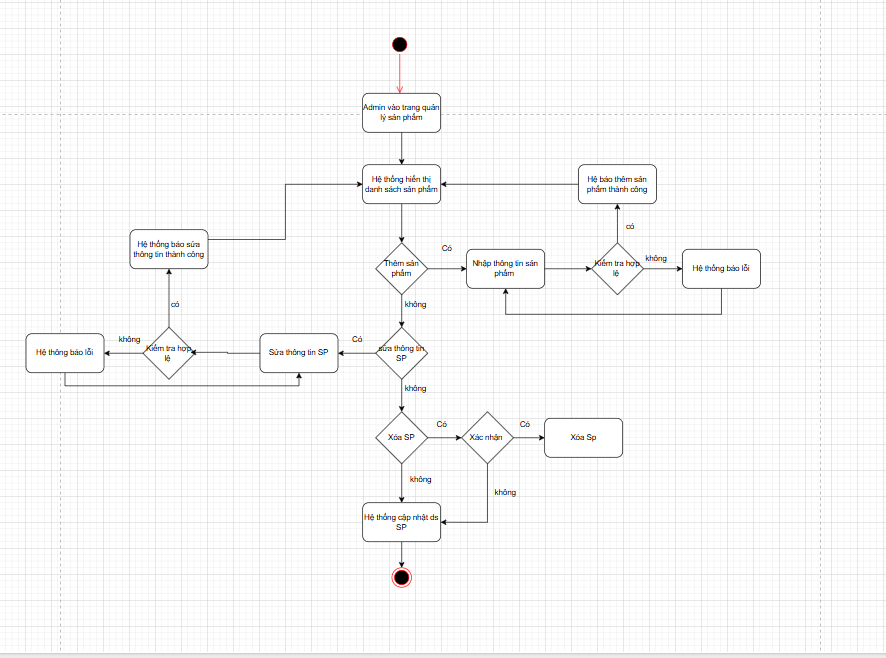 Admin vào trang quản
lý sản phẩm
Hệ thống hiển thị
danh sách sản phẩm
Hệ báo thêm sản
phẩm thành công
có
Hệ thống báo sửa
thông tin thành công
Có
Thêm sản
phẩm
Nhập thông tin sản
phẩm
Kiểm tra hợp
lệ
không
Hệ thống báo lỗi
có
không
không
Hệ thông báo lỗi
Kiểm tra hợp
lệ
Sửa thông tin SP
Có
sửa thông tin
SP
không
Xóa SP
Có
Xác nhận
Có
Xóa Sp
không
không
Hệ thống cập nhật ds
SP